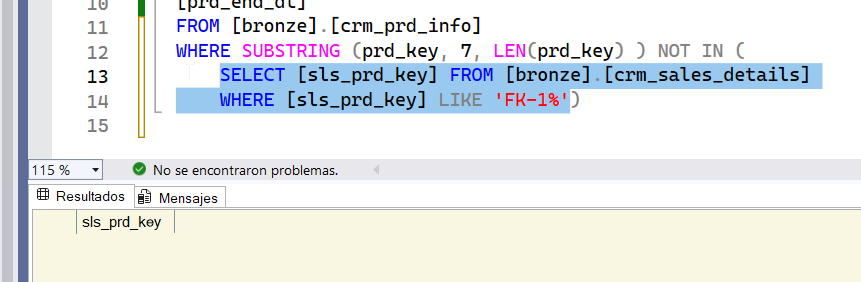 10 [prd_end_dt]
11 FROM [bronze].[crm_prd_info]
12 WHERE SUBSTRING (prd_key, 7, LEN(prd_key) ) NOT IN (
13 SELECT [sls_prd_key] FROM [bronze].[crm_sales_details]
14 WHERE [sls_prd_key] LIKE 'FK-1%')
15
115 % No se encontraron problemas.
Resultados Mensajes
sls_prd_key